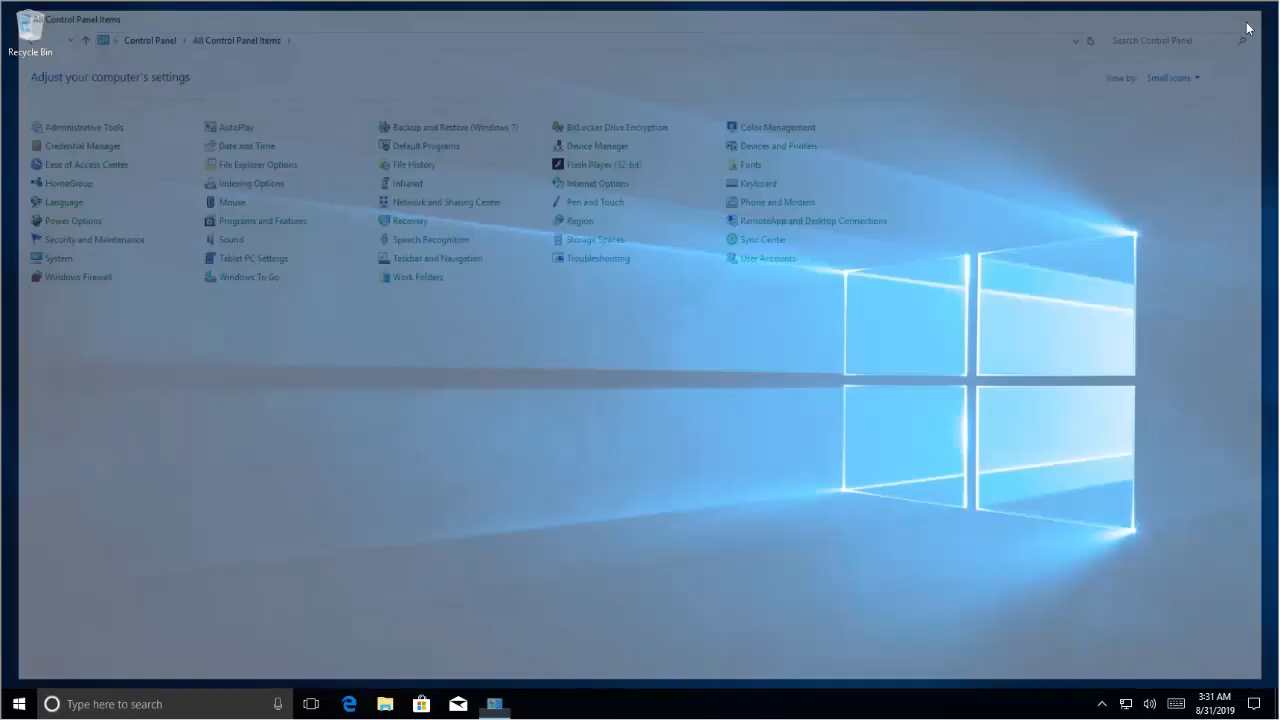 All Control Panel Items
Recycle Bin
Control Panel All Control Panel Items
Search Control Panel
Adjust your computer's settings
View by: Small icons
Administrative Tools AutoPlay Backup and Restore (Windows 7) BitLocker Drive Encryption Color Management
Credential Manager Date and Time Default Programs Device Manager Devices and Printers
Ease of Access Center File Explorer Options File History Flash Player (32-bit) Fonts
HomeGroup Indexing Options Infrared Internet Options Keyboard
Language Mouse Network and Sharing Center Pen and Touch Phone and Modem
Power Options Programs and Features Recovery Region RemoteApp and Desktop Connections
Security and Maintenance Sound Speech Recognition Storage Spaces Sync Center
System Tablet PC Settings Taskbar and Navigation Troubleshooting User Accounts
Windows Firewall Windows To Go Work Folders
Type here to search
3:31 AM
8/31/2019